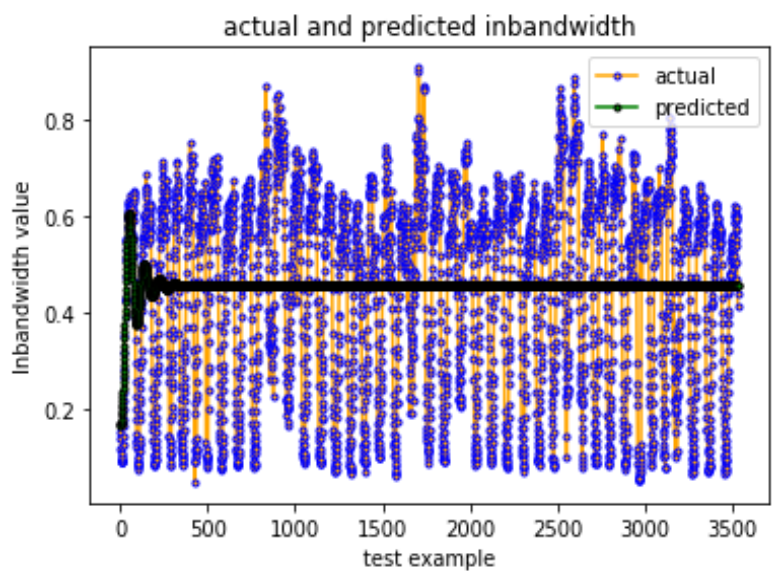 actual and predicted inbandwidth
actual
predicted
Inbandwidth value
0.8
0.6
0.4
0.2
0
500
1000
1500
2000
2500
3000
3500
test example